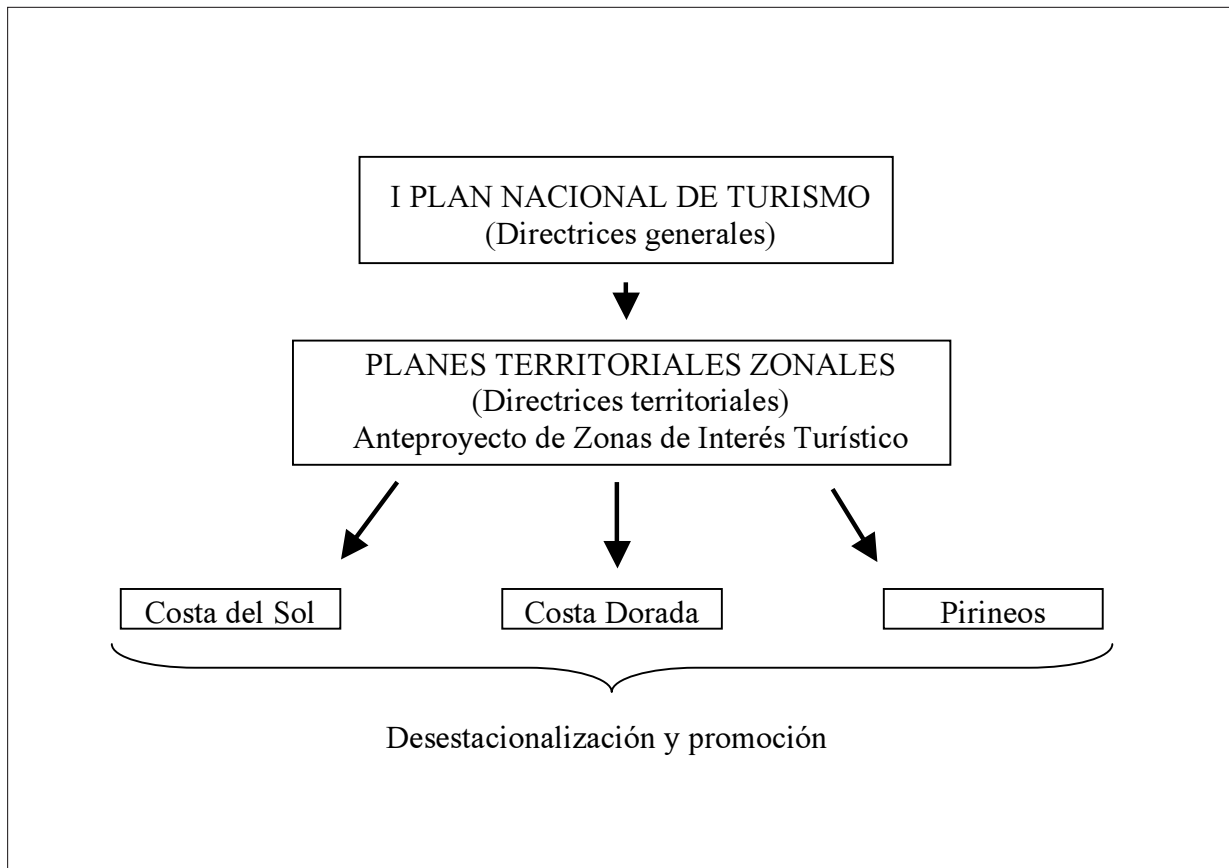 I PLAN NACIONAL DE TURISMO
(Directrices generales)
PLANES TERRITORIALES ZONALES
(Directrices territoriales)
Anteproyecto de Zonas de Interés Turístico
Costa del Sol
Costa Dorada
Pirineos
Desestacionalización y promoción